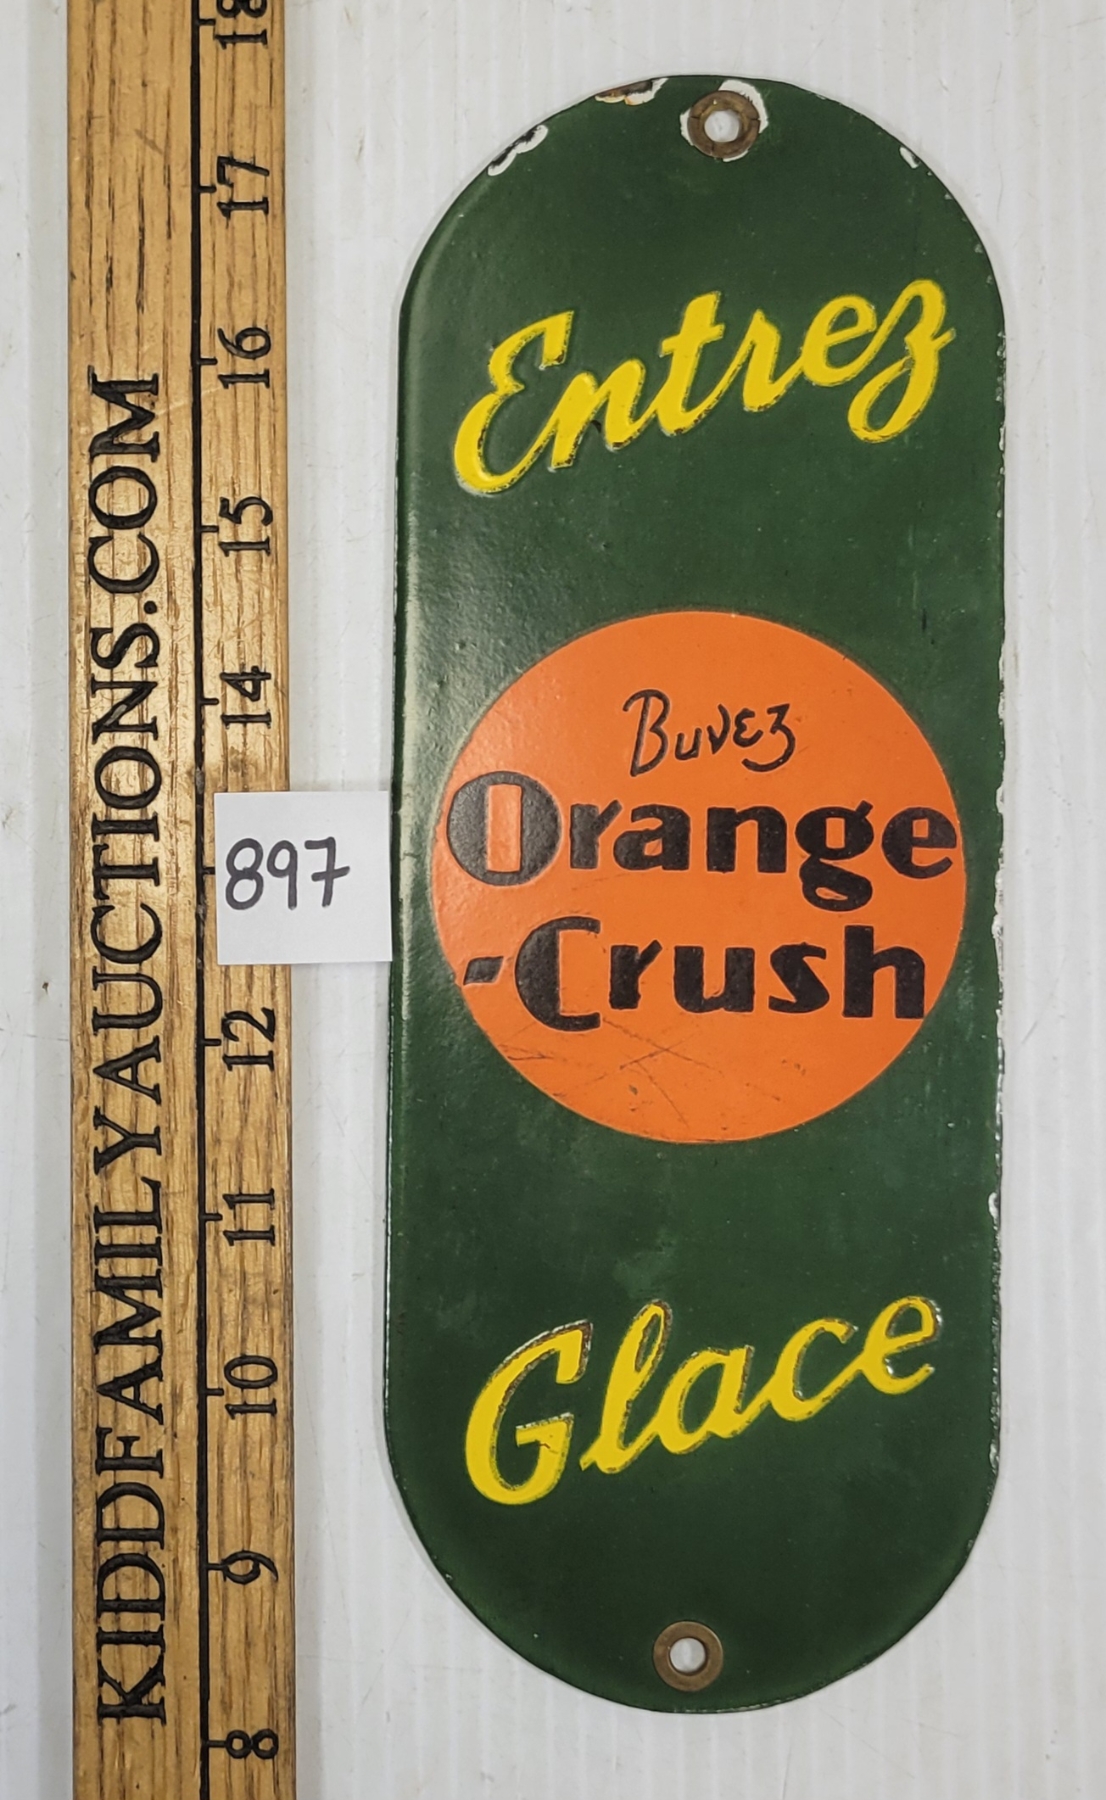 Entrez
Buvez
Orange
-Crush
Glace
897
KIDDFAMILYAUCTIONS.COM
18
17
16
15
14
12
11
10
9
8